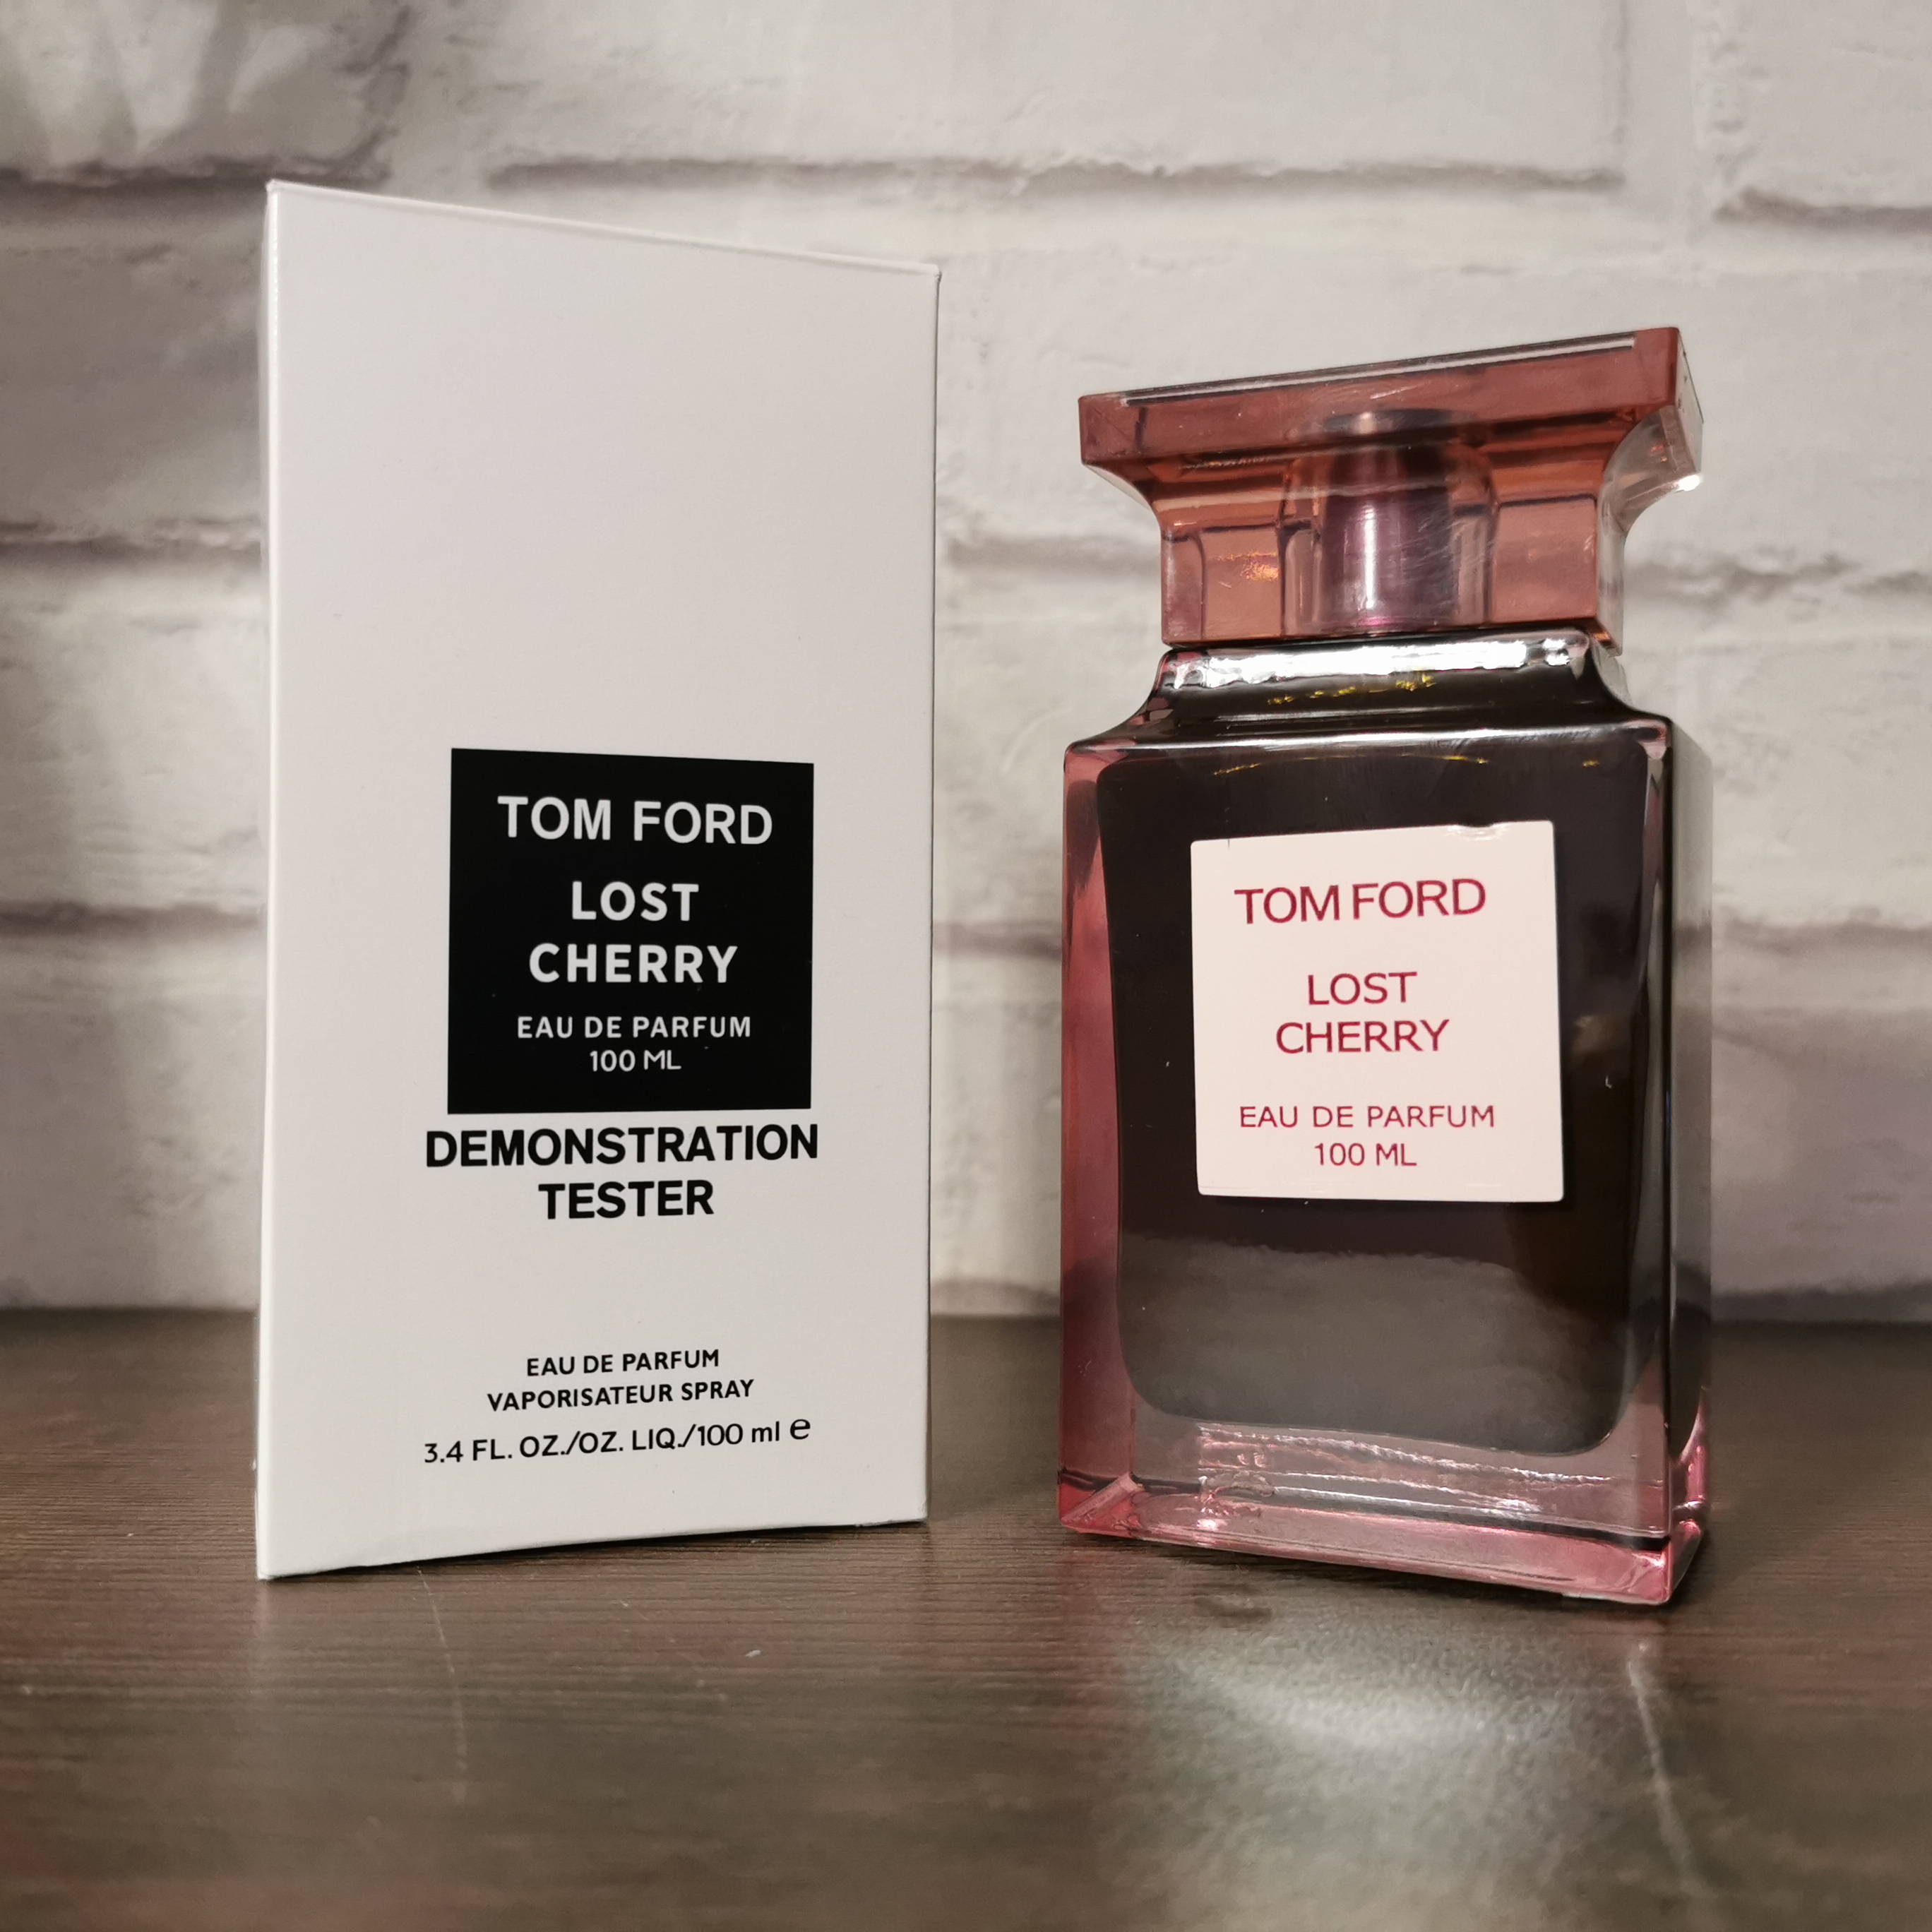 TOM FORD
LOST
CHERRY
EAU DE PARFUM
100 ML
DEMONSTRATION
TESTER
EAU DE PARFUM
VAPORISATEUR SPRAY
3.4 FL. OZ./OZ. LIQ./100 ml ℮
TOM FORD
LOST
CHERRY
EAU DE PARFUM
100 ML